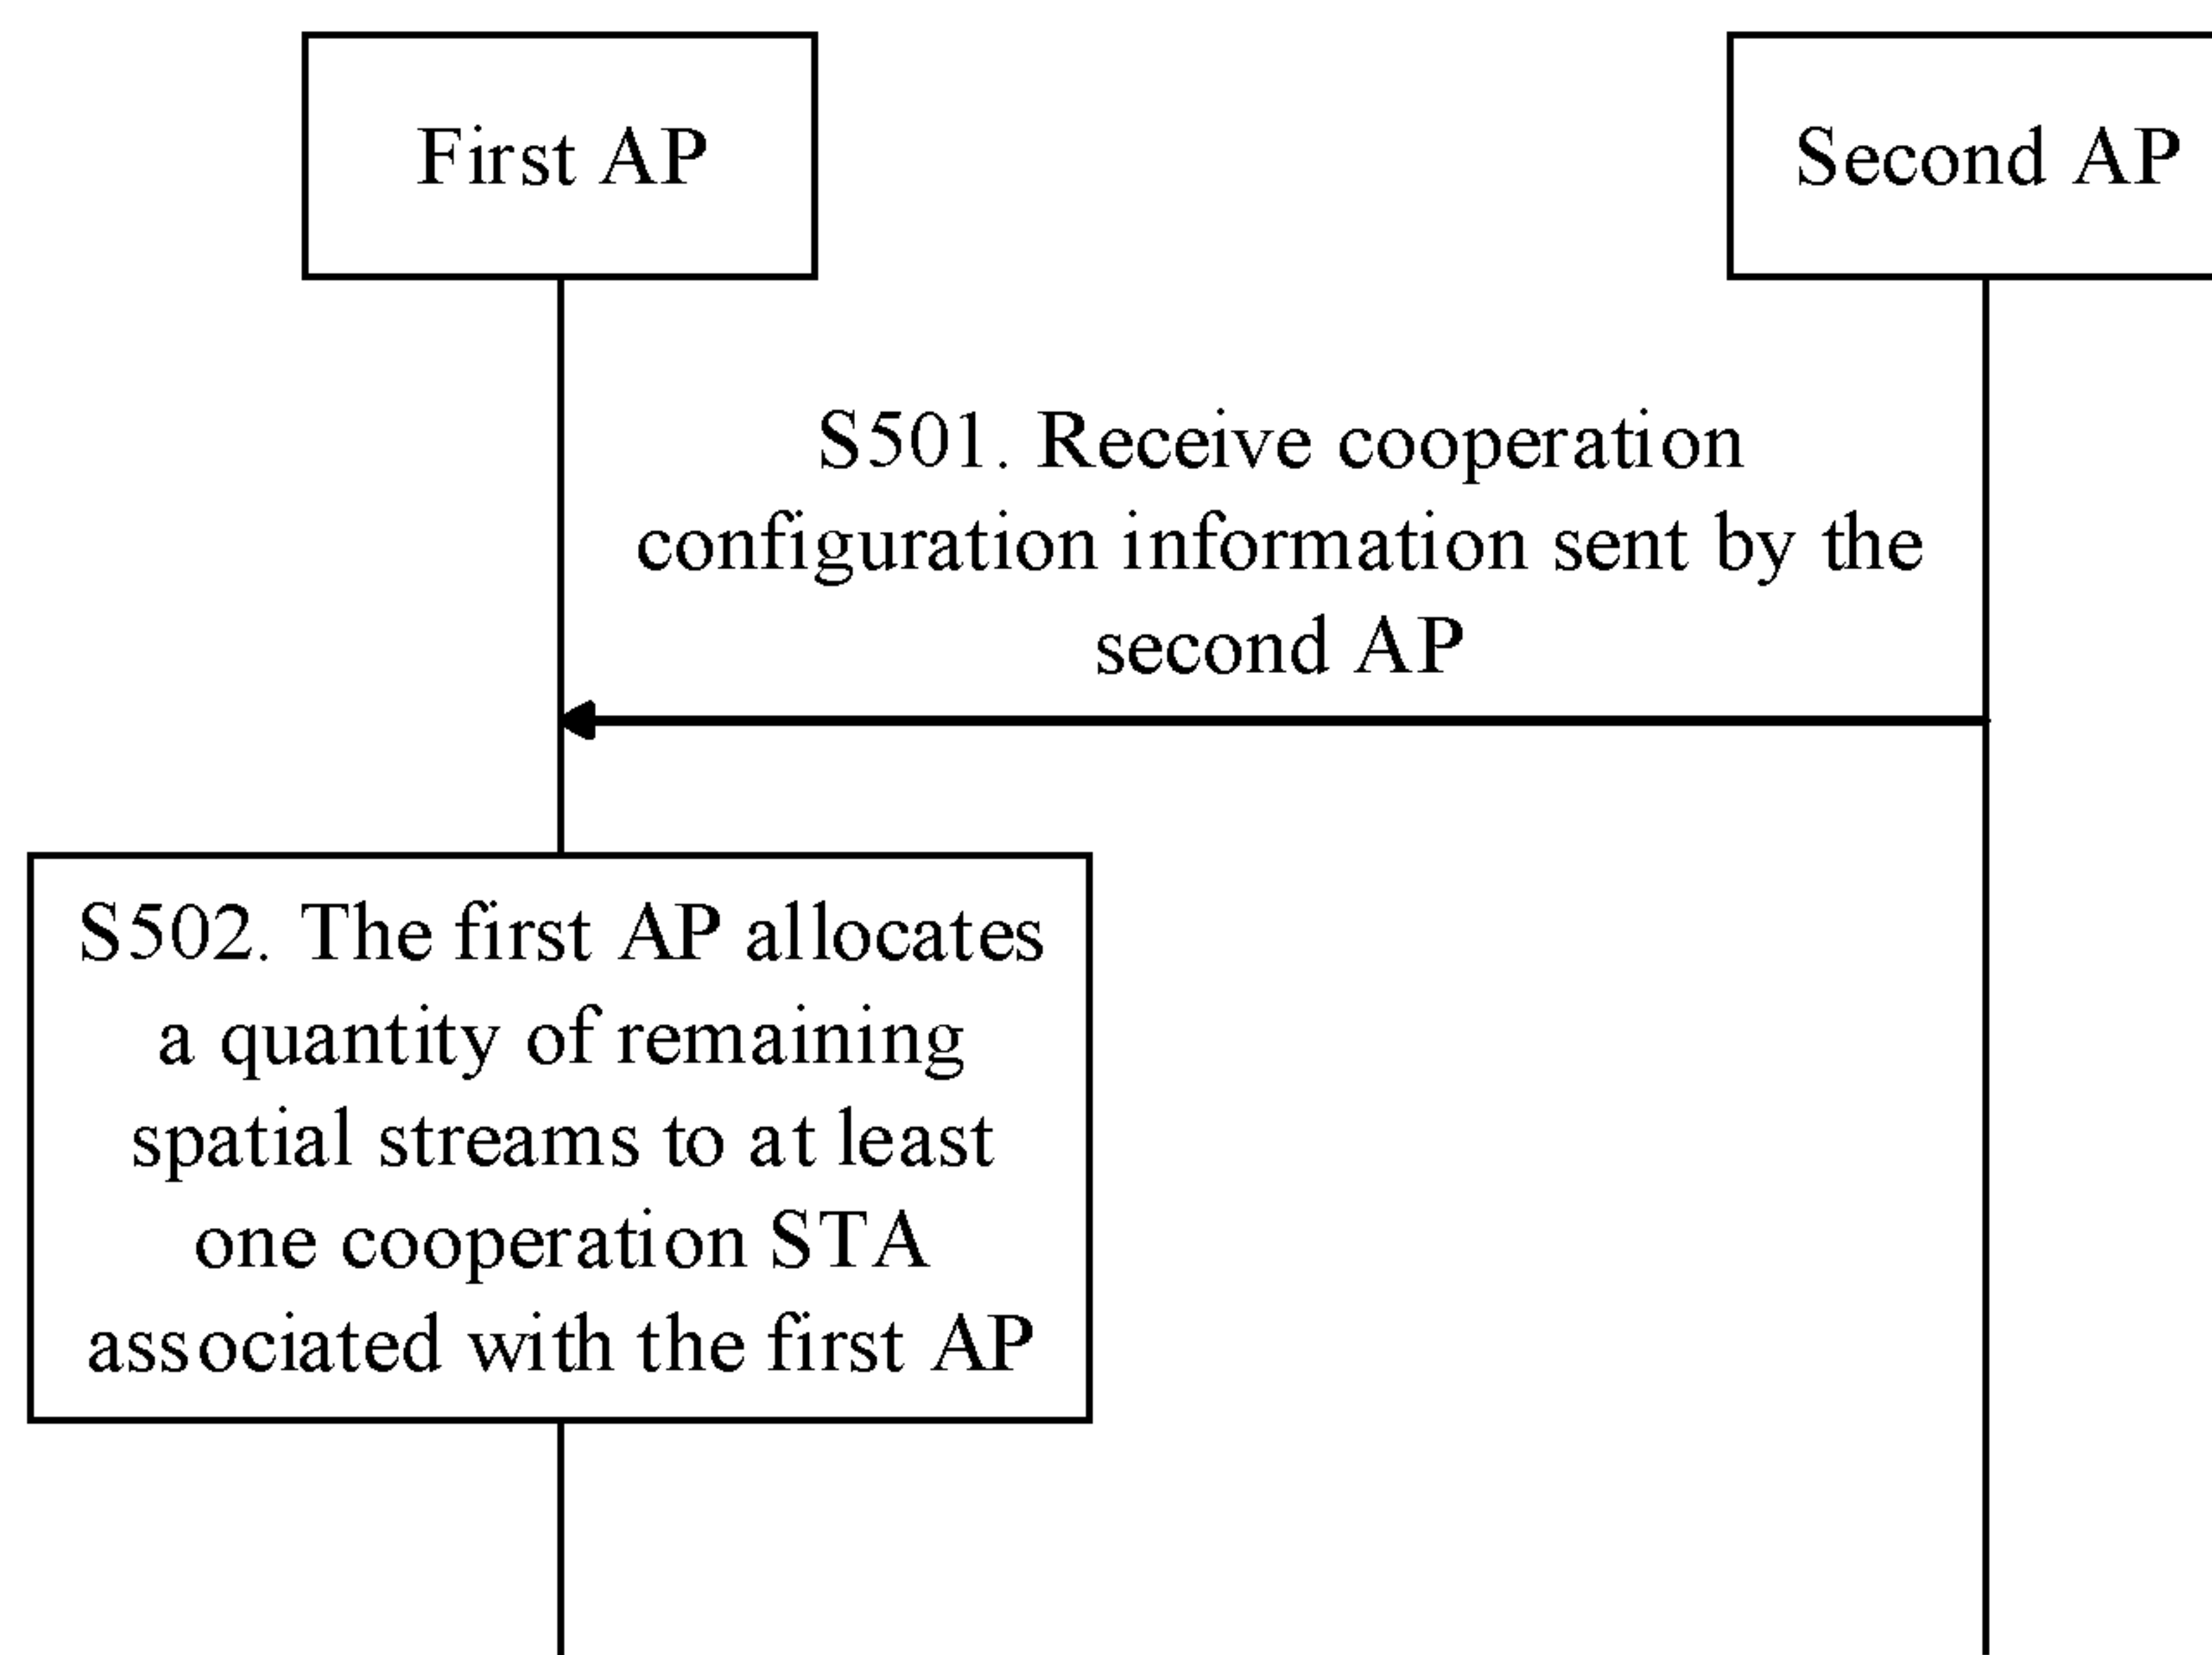 First AP
Second AP
S501. Receive cooperation
configuration information sent by the
second AP
S502. The first AP allocates
a quantity of remaining
spatial streams to at least
one cooperation STA
associated with the first AP